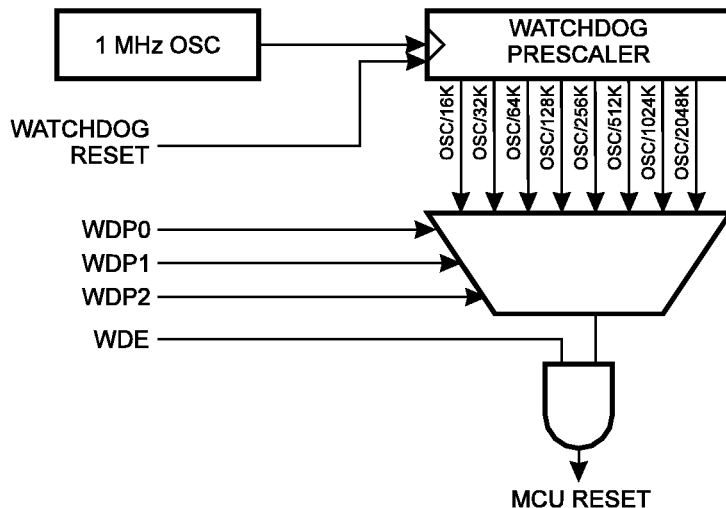 1 MHz OSC
WATCHDOG
PRESCALER
WATCHDOG
RESET
OSC/16K
OSC/32K
OSC/64K
OSC/128K
OSC/256K
OSC/512K
OSC/1024K
OSC/2048K
WDP0
WDP1
WDP2
WDE
MCU RESET